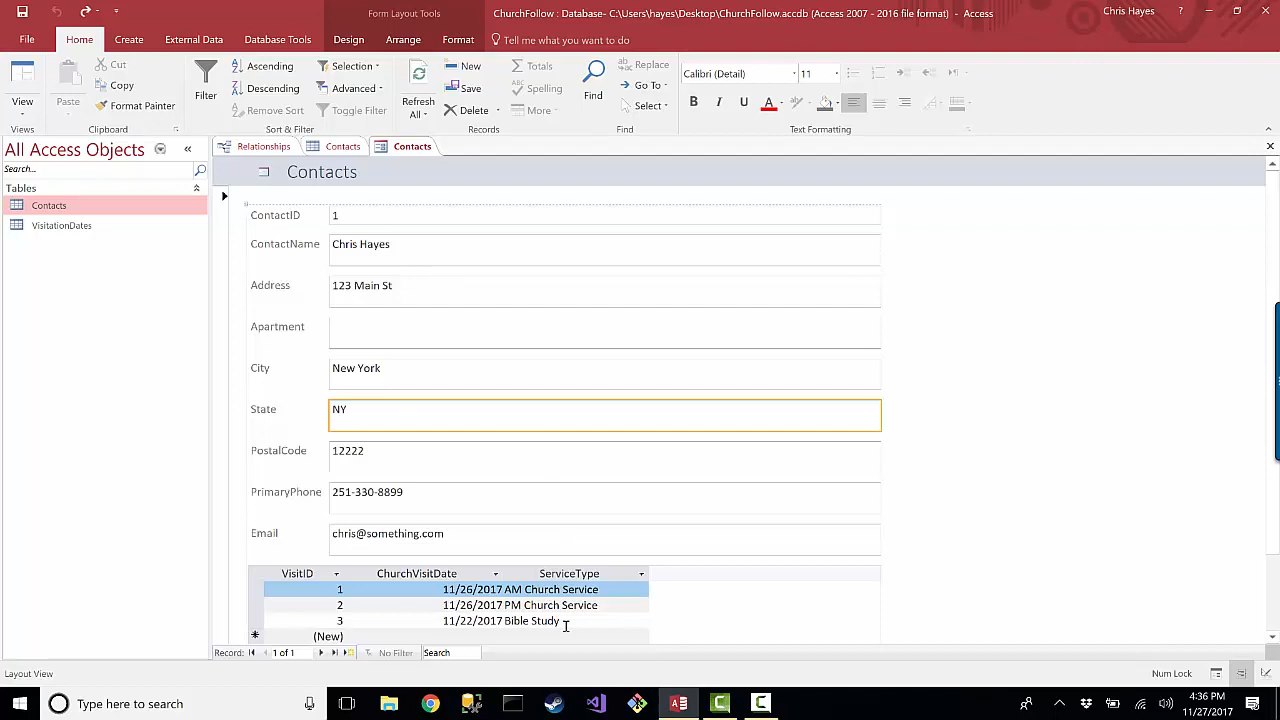 Form Layout Tools
ChurchFollow : Database- C:\Users\hayes\Desktop\ChurchFollow.accdb (Access 2007 - 2016 file format) - Access
Chris Hayes
?
File Home Create External Data Database Tools Design Arrange Format Tell me what you want to do
View
Views
Paste
Cut
Copy
Format Painter
Clipboard
Filter
Ascending
Descending
Remove Sort
Selection
Advanced
Toggle Filter
Sort & Filter
Refresh
All
New
Save
Delete
Totals
Spelling
More
Records
Find
Replace
Go To
Select
Find
Calibri (Detail) 11
B I U A
Text Formatting
All Access Objects «
Search...
Tables
Contacts
VisitationDates
Relationships Contacts Contacts
Contacts
ContactID 1
ContactName Chris Hayes
Address 123 Main St
Apartment
City New York
State NY
PostalCode 12222
PrimaryPhone 251-330-8899
Email chris@something.com
VisitID ChurchVisitDate ServiceType
1 11/26/2017 AM Church Service
2 11/26/2017 PM Church Service
3 11/22/2017 Bible Study
* (New)
Record: 1 of 1 No Filter Search
Layout View Num Lock
Type here to search
4:36 PM
11/27/2017